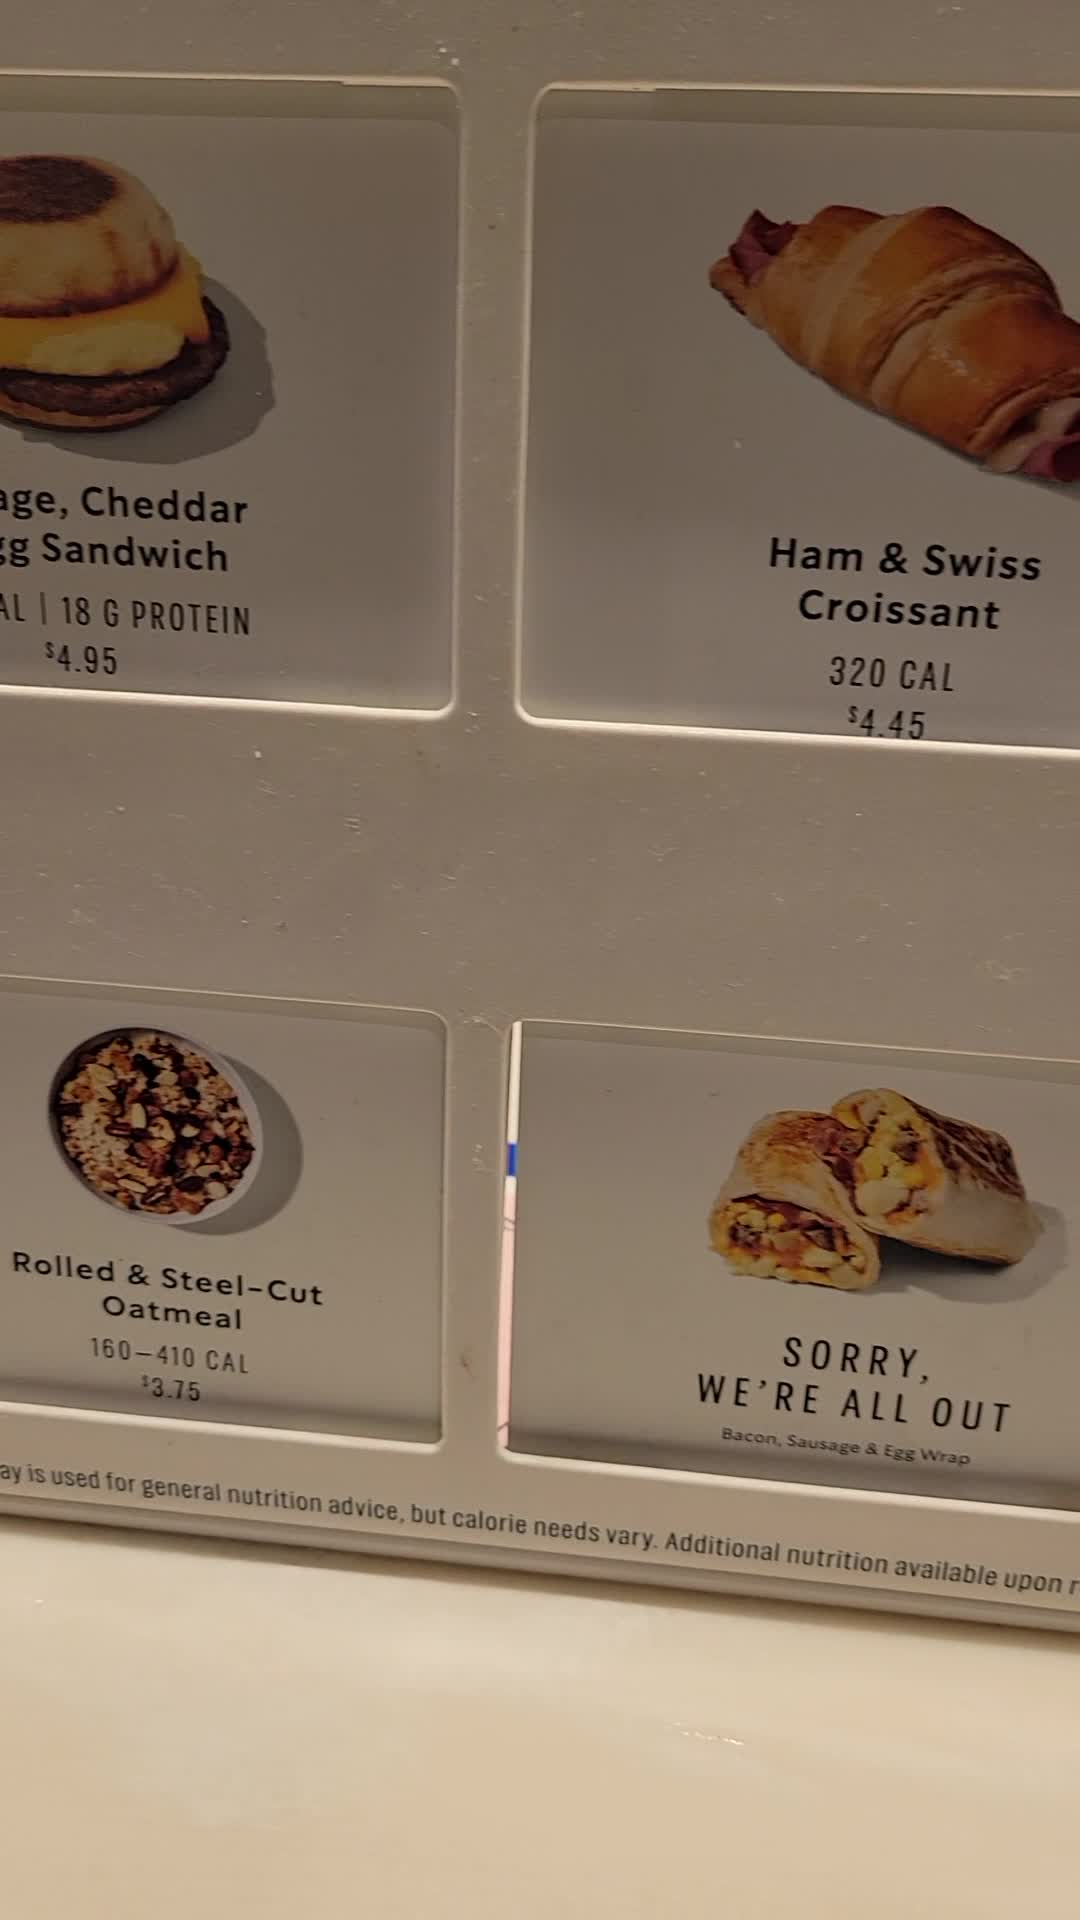 age, Cheddar
gg Sandwich
AL | 18 G PROTEIN
$4.95
Ham & Swiss
Croissant
320 CAL
$4.45
Rolled & Steel-Cut
Oatmeal
160–410 CAL
$3.75
SORRY,
WE'RE ALL OUT
Bacon, Sausage & Egg Wrap
ay is used for general nutrition advice, but calorie needs vary. Additional nutrition available upon r